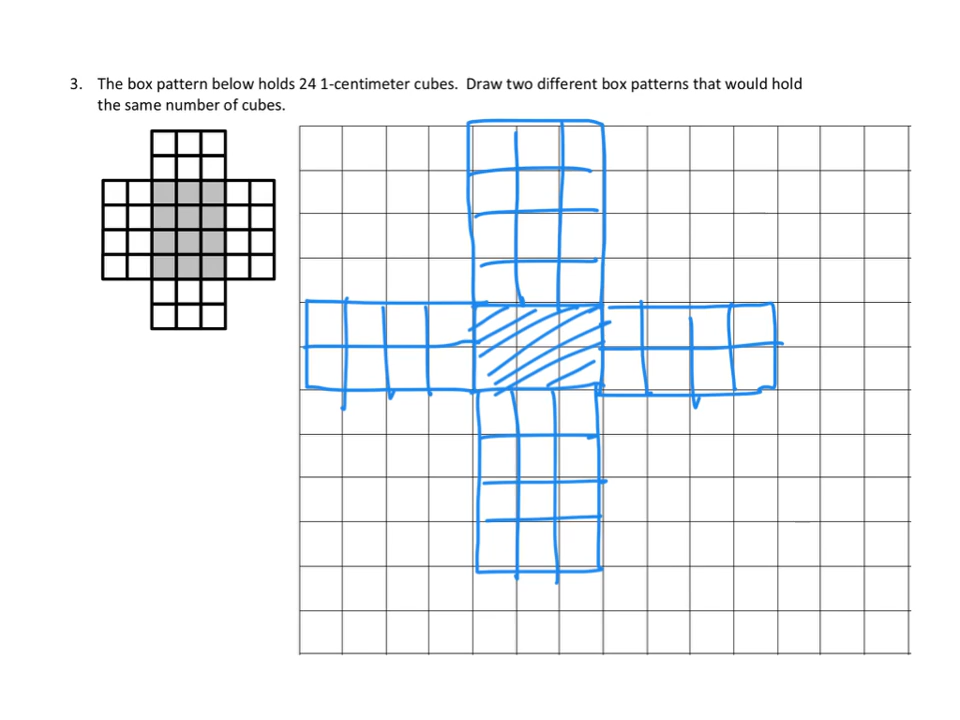 3. The box pattern below holds 24 1-centimeter cubes. Draw two different box patterns that would hold
the same number of cubes.